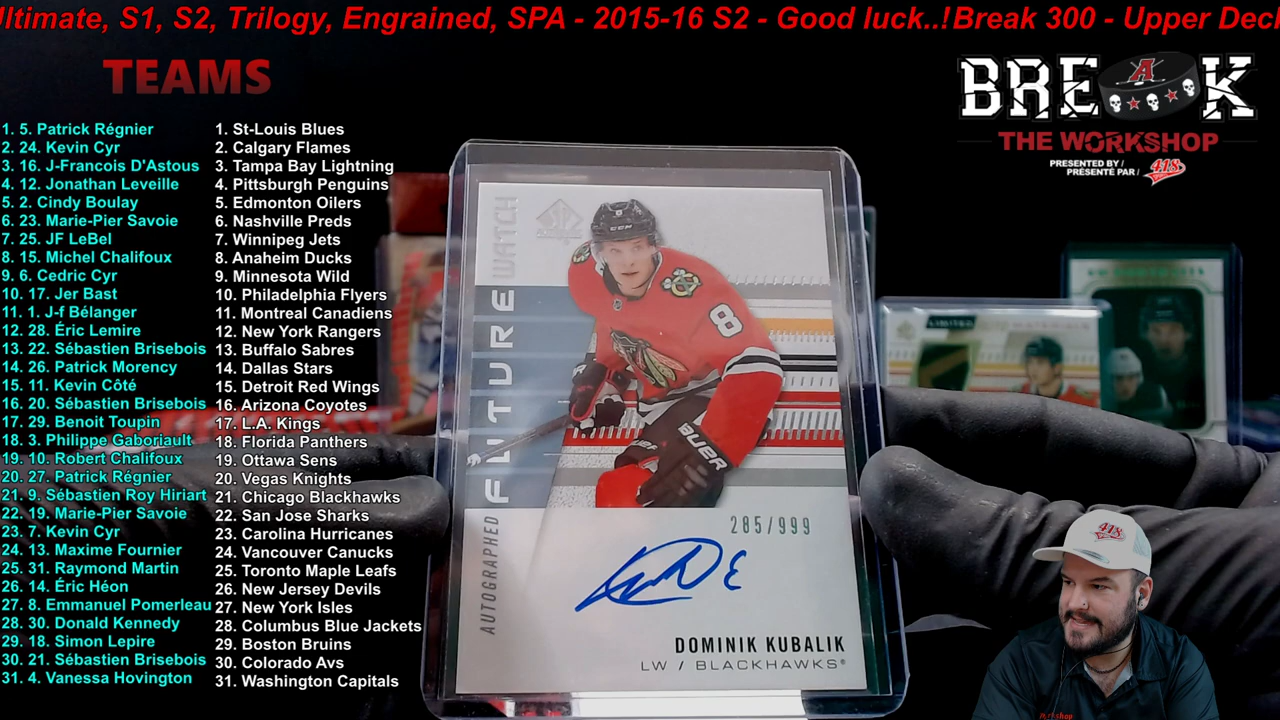 Ultimate, S1, S2, Trilogy, Engrained, SPA - 2015-16 S2 - Good luck..!Break 300 - Upper Deck
TEAMS
1. 5. Patrick Régnier
2. 24. Kevin Cyr
3. 16. J-Francois D'Astous
4. 12. Jonathan Leveille
5. 2. Cindy Boulay
6. 23. Marie-Pier Savoie
7. 25. JF LeBel
8. 15. Michel Chalifoux
9. 6. Cedric Cyr
10. 17. Jer Bast
11. 1. J-f Bélanger
12. 28. Éric Lemire
13. 22. Sébastien Brisebois
14. 26. Patrick Morency
15. 11. Kevin Côté
16. 20. Sébastien Brisebois
17. 29. Benoit Toupin
18. 3. Philippe Gaboriault
19. 10. Robert Chalifoux
20. 27. Patrick Régnier
21. 9. Sébastien Roy Hiriart
22. 19. Marie-Pier Savoie
23. 7. Kevin Cyr
24. 13. Maxime Fournier
25. 31. Raymond Martin
26. 14. Éric Héon
27. 8. Emmanuel Pomerleau
28. 30. Donald Kennedy
29. 18. Simon Lepire
30. 21. Sébastien Brisebois
31. 4. Vanessa Hovington
1. St-Louis Blues
2. Calgary Flames
3. Tampa Bay Lightning
4. Pittsburgh Penguins
5. Edmonton Oilers
6. Nashville Preds
7. Winnipeg Jets
8. Anaheim Ducks
9. Minnesota Wild
10. Philadelphia Flyers
11. Montreal Canadiens
12. New York Rangers
13. Buffalo Sabres
14. Dallas Stars
15. Detroit Red Wings
16. Arizona Coyotes
17. L.A. Kings
18. Florida Panthers
19. Ottawa Sens
20. Vegas Knights
21. Chicago Blackhawks
22. San Jose Sharks
23. Carolina Hurricanes
24. Vancouver Canucks
25. Toronto Maple Leafs
26. New Jersey Devils
27. New York Isles
28. Columbus Blue Jackets
29. Boston Bruins
30. Colorado Avs
31. Washington Capitals
AUTOGRAPHED FUTURE WATCH
SP
8
CCM
8
BAUER
285/999
DOMINIK KUBALIK
LW / BLACKHAWKS®
BREAK
THE WORKSHOP
PRESENTED BY /
PRÉSENTÉ PAR /
418
LIMITED
418